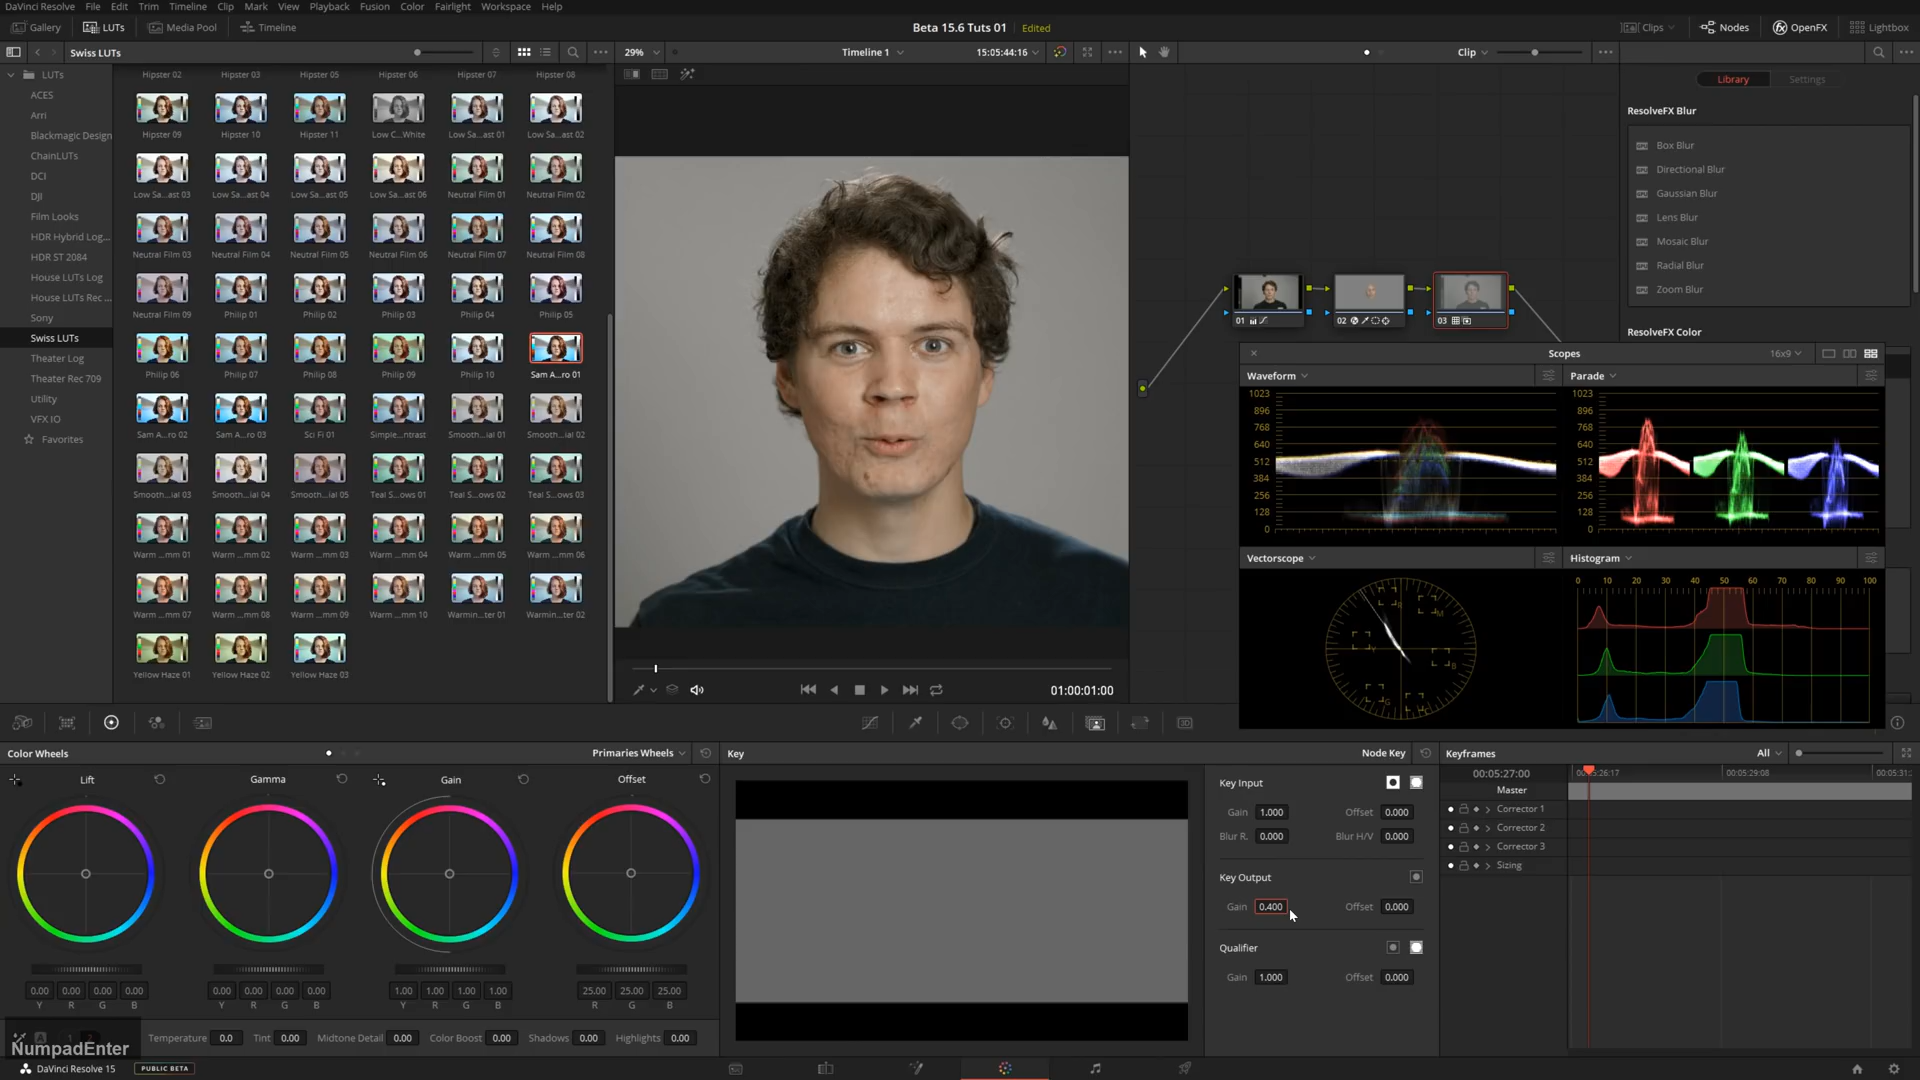 DaVinci Resolve File Edit Trim Timeline Clip Mark View Playback Fusion Color Fairlight Workspace Help
Gallery LUTs Media Pool Timeline Beta 15.6 Tuts 01 Edited Clips Nodes OpenFX Lightbox
Swiss LUTs 29% Timeline 1 15:05:44:16 Clip
Library Settings
LUTs
ACES
Arri
Blackmagic Design
ChainLUTs
DCI
DJI
Film Looks
HDR Hybrid Log...
HDR ST 2084
House LUTs Log
House LUTs Rec ...
Sony
Swiss LUTs
Theater Log
Theater Rec 709
Utility
VFX IO
Favorites
Hipster 02 Hipster 03 Hipster 05 Hipster 06 Hipster 07 Hipster 08
Hipster 09 Hipster 10 Hipster 11 Low C...White Low Sa...ast 01 Low Sa...ast 02
Low Sa...ast 03 Low Sa...ast 04 Low Sa...ast 05 Low Sa...ast 06 Neutral Film 01 Neutral Film 02
Neutral Film 03 Neutral Film 04 Neutral Film 05 Neutral Film 06 Neutral Film 07 Neutral Film 08
Neutral Film 09 Philip 01 Philip 02 Philip 03 Philip 04 Philip 05
Philip 06 Philip 07 Philip 08 Philip 09 Philip 10 Sam A...ro 01
Sam A...ro 02 Sam A...ro 03 Sci Fi 01 Simple...ntrast Smooth...ial 01 Smooth...ial 02
Smooth...ial 03 Smooth...ial 04 Smooth...ial 05 Teal S...ows 01 Teal S...ows 02 Teal S...ows 03
Warm ...mm 01 Warm ...mm 02 Warm ...mm 03 Warm ...mm 04 Warm ...mm 05 Warm ...mm 06
Warm ...mm 07 Warm ...mm 08 Warm ...mm 09 Warm ...mm 10 Warmin...ter 01 Warmin...ter 02
Yellow Haze 01 Yellow Haze 02 Yellow Haze 03
01:00:01:00
01 02 03
ResolveFX Blur
Box Blur
Directional Blur
Gaussian Blur
Lens Blur
Mosaic Blur
Radial Blur
Zoom Blur
ResolveFX Color
Scopes 16x9
Waveform Parade
1023 1023
896 896
768 768
640 640
512 512
384 384
256 256
128 128
0 0
Vectorscope Histogram
R M Y B G C
0 10 20 30 40 50 60 70 80 90 100
Color Wheels Primaries Wheels
Lift Gamma Gain Offset
0.00 0.00 0.00 0.00 0.00 0.00 0.00 0.00 1.00 1.00 1.00 1.00 25.00 25.00 25.00
Y R G B Y R G B Y R G B R G B
Temperature 0.0 Tint 0.00 Midtone Detail 0.00 Color Boost 0.00 Shadows 0.00 Highlights 0.00
NumpadEnter
Key Node Key
Key Input
Gain 1.000 Offset 0.000
Blur R. 0.000 Blur H/V 0.000
Key Output
Gain 0.400 Offset 0.000
Qualifier
Gain 1.000 Offset 0.000
Keyframes All
00:05:27:00
Master
Corrector 1
Corrector 2
Corrector 3
Sizing
00:05:29:08
DaVinci Resolve 15 PUBLIC BETA